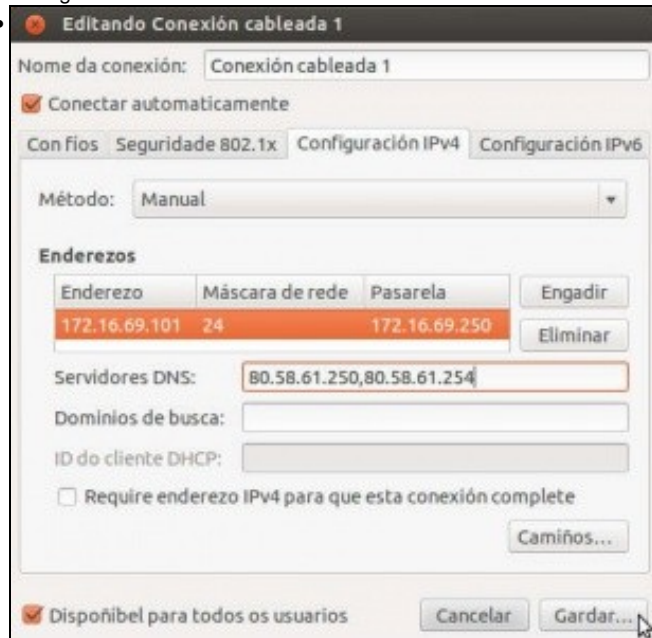 Editando Conexión cableada 1
Nome da conexión: Conexión cableada 1
Conectar automaticamente
Con fíos Seguridade 802.1x Configuración IPv4 Configuración IPv6
Método: Manual
Enderezos
Enderezo Máscara de rede Pasarela Engadir
172.16.69.101 24 172.16.69.250 Eliminar
Servidores DNS: 80.58.61.250,80.58.61.254
Dominios de busca:
ID do cliente DHCP:
Require enderezo IPv4 para que esta conexión complete
Camiños...
Dispoñíbel para todos os usuarios Cancelar Gardar...